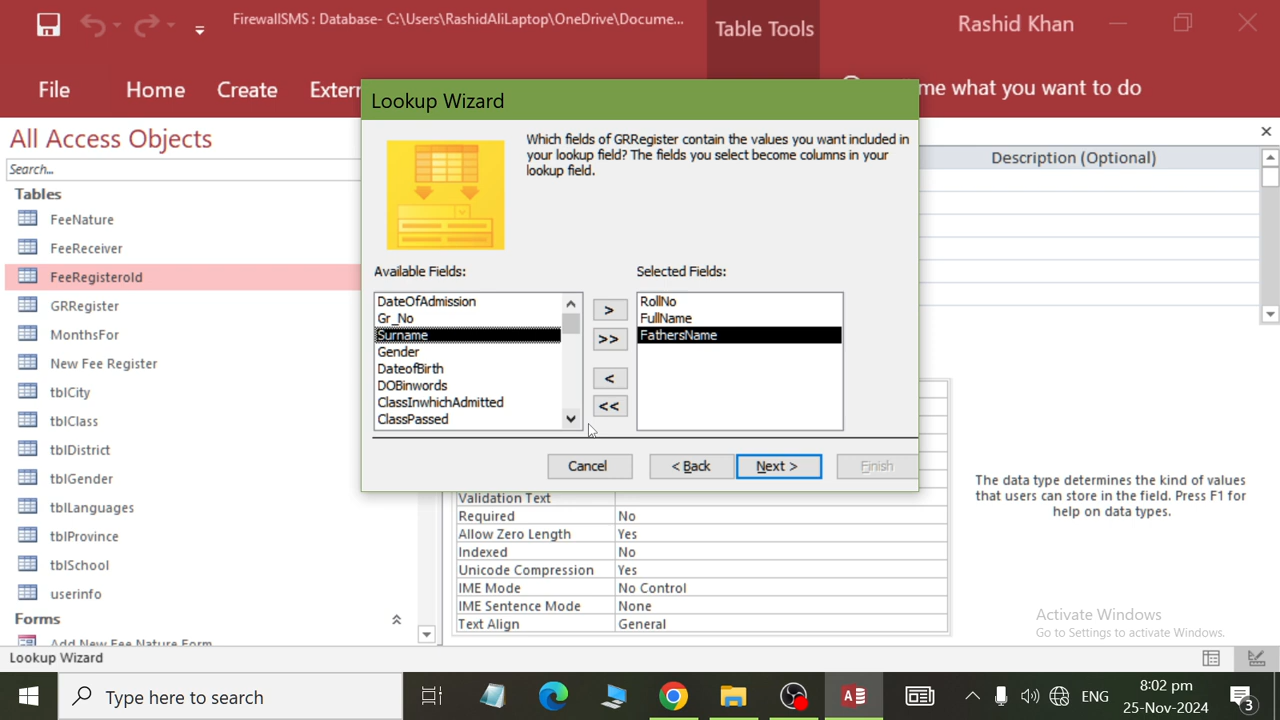 FirewallSMS : Database- C:\Users\RashidAliLaptop\OneDrive\Docume...
Table Tools
Rashid Khan
File
Home
Create
Extern
me what you want to do
All Access Objects
Search...
Tables
FeeNature
FeeReceiver
FeeRegisterold
GRRegister
MonthsFor
New Fee Register
tblCity
tblClass
tblDistrict
tblGender
tblLanguages
tblProvince
tblSchool
userinfo
Forms
Add New Fee Nature Form
Lookup Wizard
Which fields of GRRegister contain the values you want included in
your lookup field? The fields you select become columns in your
lookup field.
Available Fields:
DateOfAdmission
Gr_No
Surname
Gender
DateofBirth
DOBinwords
ClassInwhichAdmitted
ClassPassed
>
>>
<
<<
Selected Fields:
RollNo
FullName
FathersName
Cancel
< Back
Next >
Finish
Description (Optional)
Validation Text
Required No
Allow Zero Length Yes
Indexed No
Unicode Compression Yes
IME Mode No Control
IME Sentence Mode None
Text Align General
The data type determines the kind of values
that users can store in the field. Press F1 for
help on data types.
Activate Windows
Go to Settings to activate Windows.
Lookup Wizard
Type here to search
ENG
8:02 pm
25-Nov-2024
3